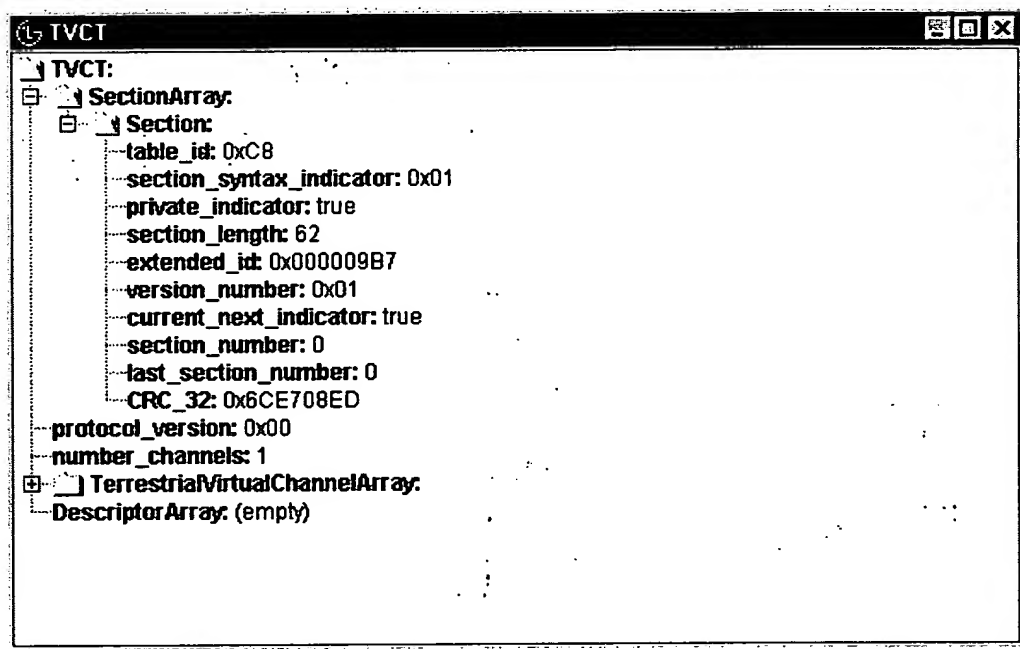 TVCT
TVCT:
SectionArray:
Section:
table_id: 0xC8
section_syntax_indicator: 0x01
private_indicator: true
section_length: 62
extended_id: 0x000009B7
version_number: 0x01
current_next_indicator: true
section_number: 0
last_section_number: 0
CRC_32: 0x6CE708ED
protocol_version: 0x00
number_channels: 1
TerrestrialVirtualChannelArray:
DescriptorArray: (empty)